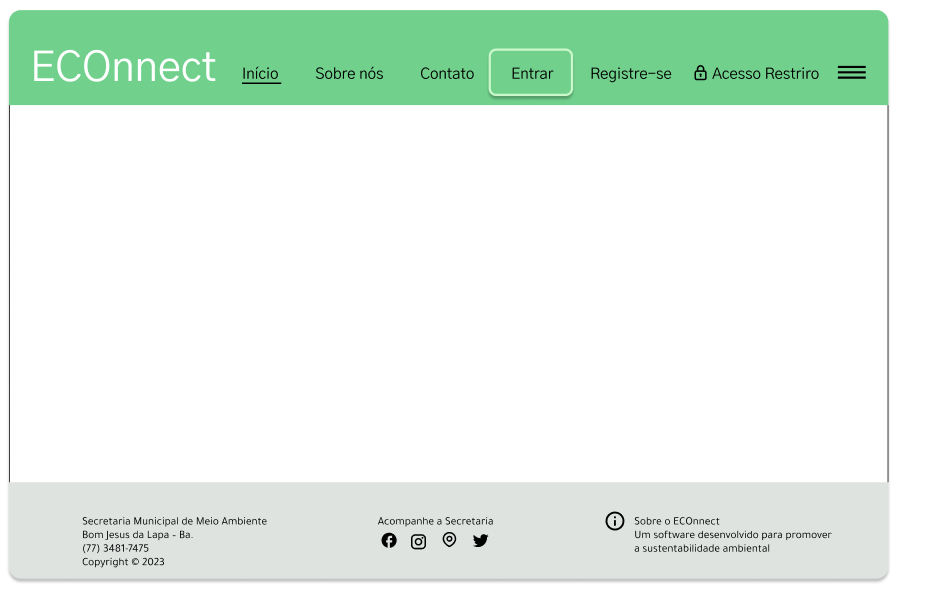 ECOnnect
Início
Sobre nós
Contato
Entrar
Registre-se
Acesso Restriro
Secretaria Municipal de Meio Ambiente
Bom Jesus da Lapa - Ba.
(77) 3481-7475
Copyright © 2023
Acompanhe a Secretaria
Sobre o ECOnnect
Um software desenvolvido para promover
a sustentabilidade ambiental